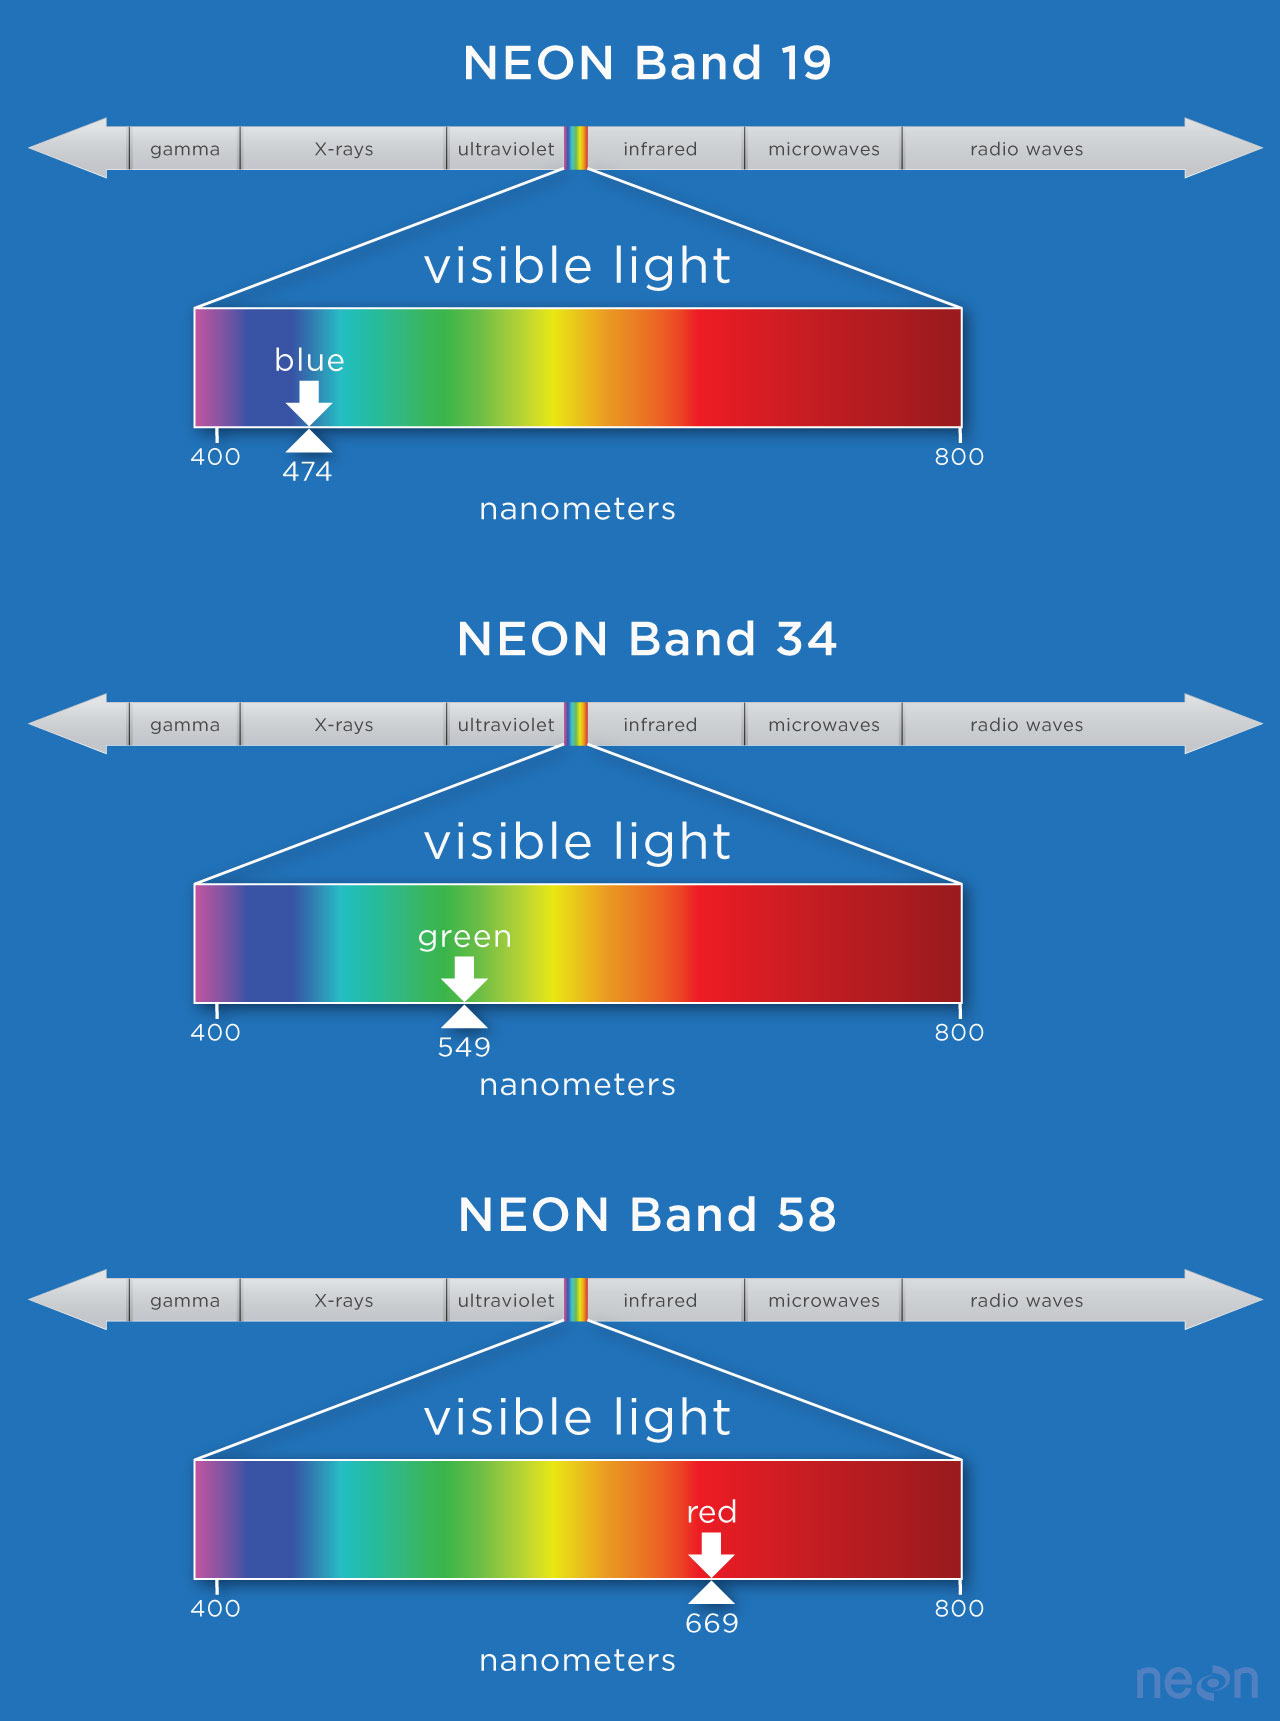 NEON Band 19
gamma X-rays ultraviolet infrared microwaves radio waves
visible light
blue
400 800
474
nanometers
NEON Band 34
gamma X-rays ultraviolet infrared microwaves radio waves
visible light
green
400 800
549
nanometers
NEON Band 58
gamma X-rays ultraviolet infrared microwaves radio waves
visible light
red
400 800
669
nanometers
neon